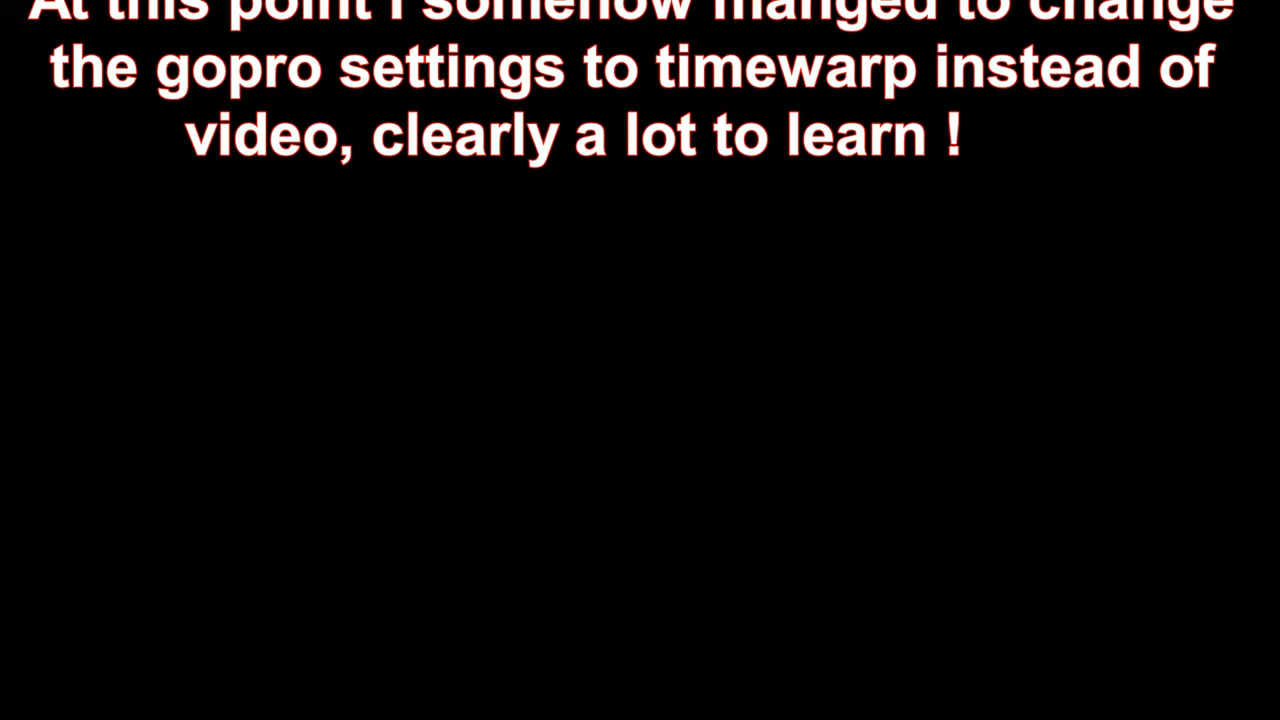 At this point I somehow manged to change
the gopro settings to timewarp instead of
video, clearly a lot to learn !